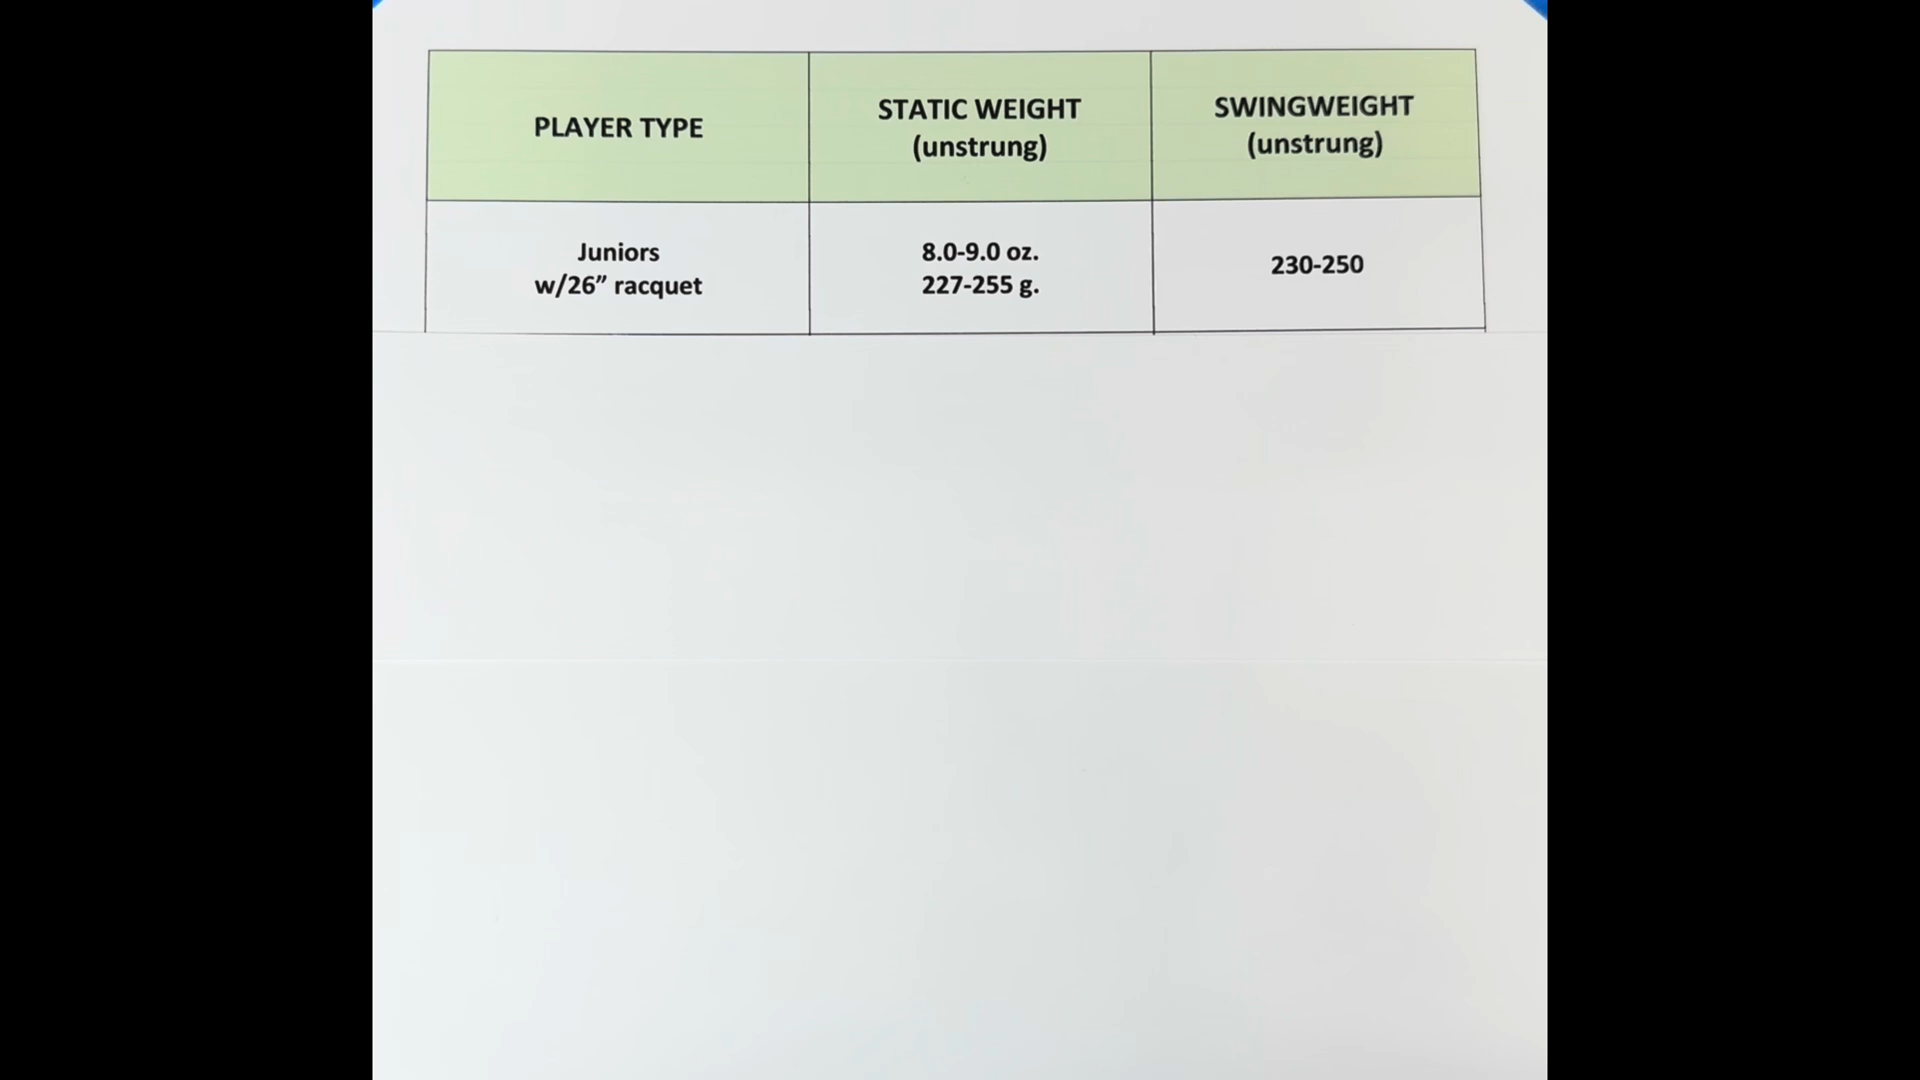 PLAYER TYPE
STATIC WEIGHT
(unstrung)
SWINGWEIGHT
(unstrung)
Juniors
w/26” racquet
8.0-9.0 oz.
227-255 g.
230-250